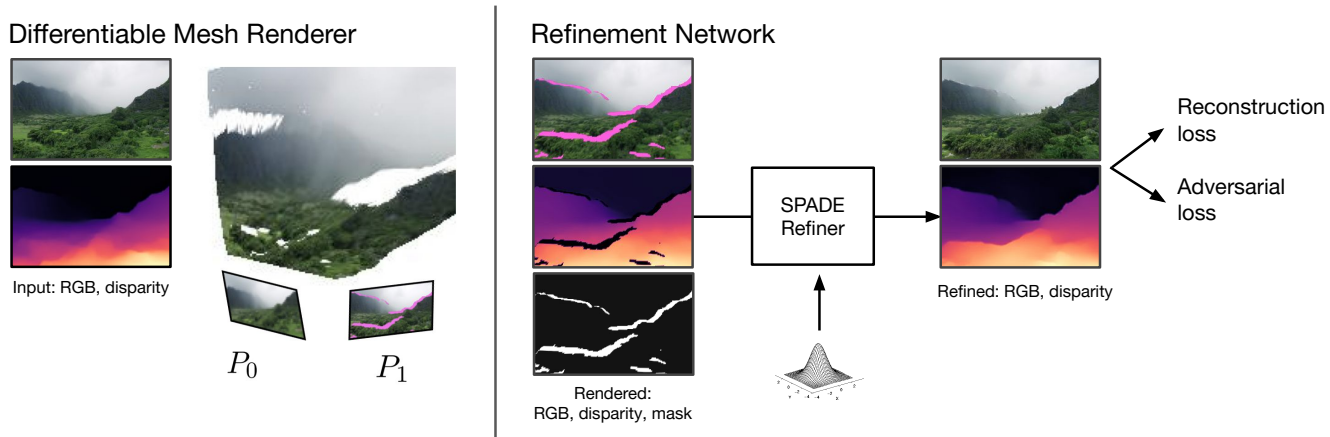 Differentiable Mesh Renderer
Input: RGB, disparity
P0
P1
Refinement Network
Rendered:
RGB, disparity, mask
SPADE
Refiner
Refined: RGB, disparity
Reconstruction
loss
Adversarial
loss